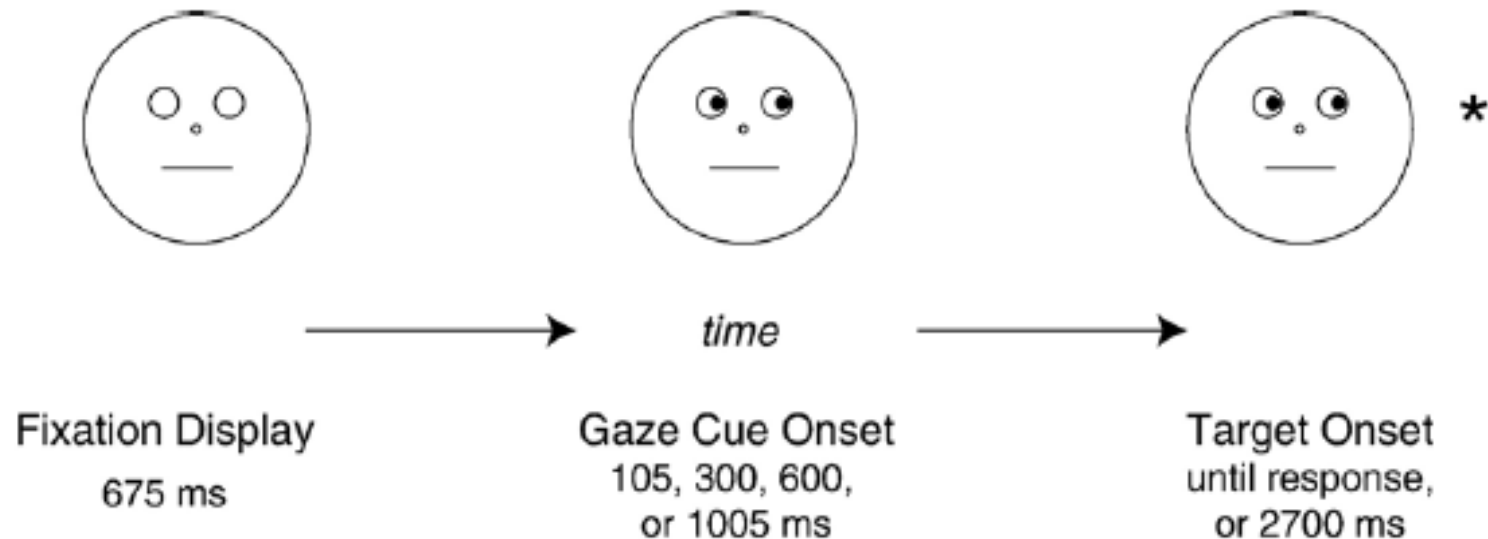 *
time
Fixation Display
675 ms
Gaze Cue Onset
105, 300, 600,
or 1005 ms
Target Onset
until response,
or 2700 ms